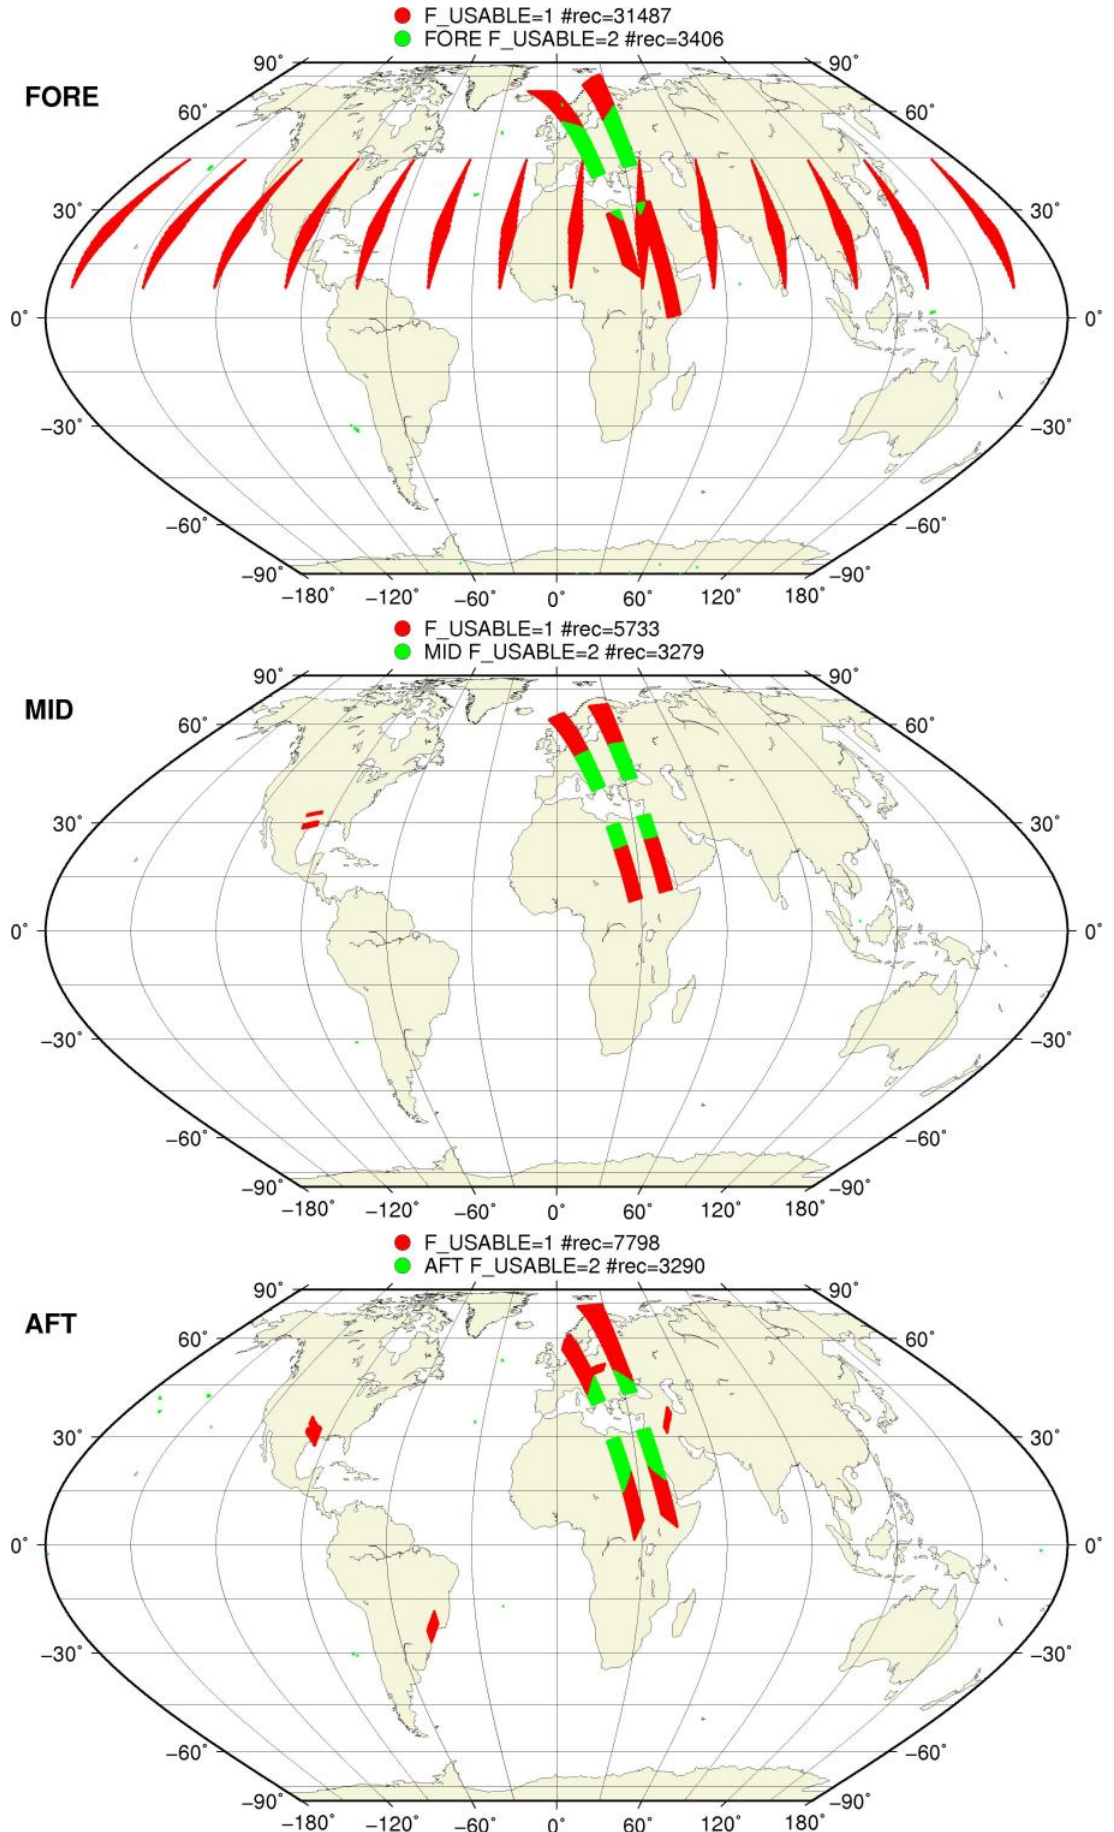 F_USABLE=1 #rec=31487
FORE F_USABLE=2 #rec=3406
FORE
90˚ 90˚
60˚ 60˚
30˚ 30˚
0˚ 0˚
−30˚ −30˚
−60˚ −60˚
−90˚ −90˚
−180˚ −120˚ −60˚ 0˚ 60˚ 120˚ 180˚
F_USABLE=1 #rec=5733
MID F_USABLE=2 #rec=3279
MID
90˚ 90˚
60˚ 60˚
30˚ 30˚
0˚ 0˚
−30˚ −30˚
−60˚ −60˚
−90˚ −90˚
−180˚ −120˚ −60˚ 0˚ 60˚ 120˚ 180˚
F_USABLE=1 #rec=7798
AFT F_USABLE=2 #rec=3290
AFT
90˚ 90˚
60˚ 60˚
30˚ 30˚
0˚ 0˚
−30˚ −30˚
−60˚ −60˚
−90˚ −90˚
−180˚ −120˚ −60˚ 0˚ 60˚ 120˚ 180˚